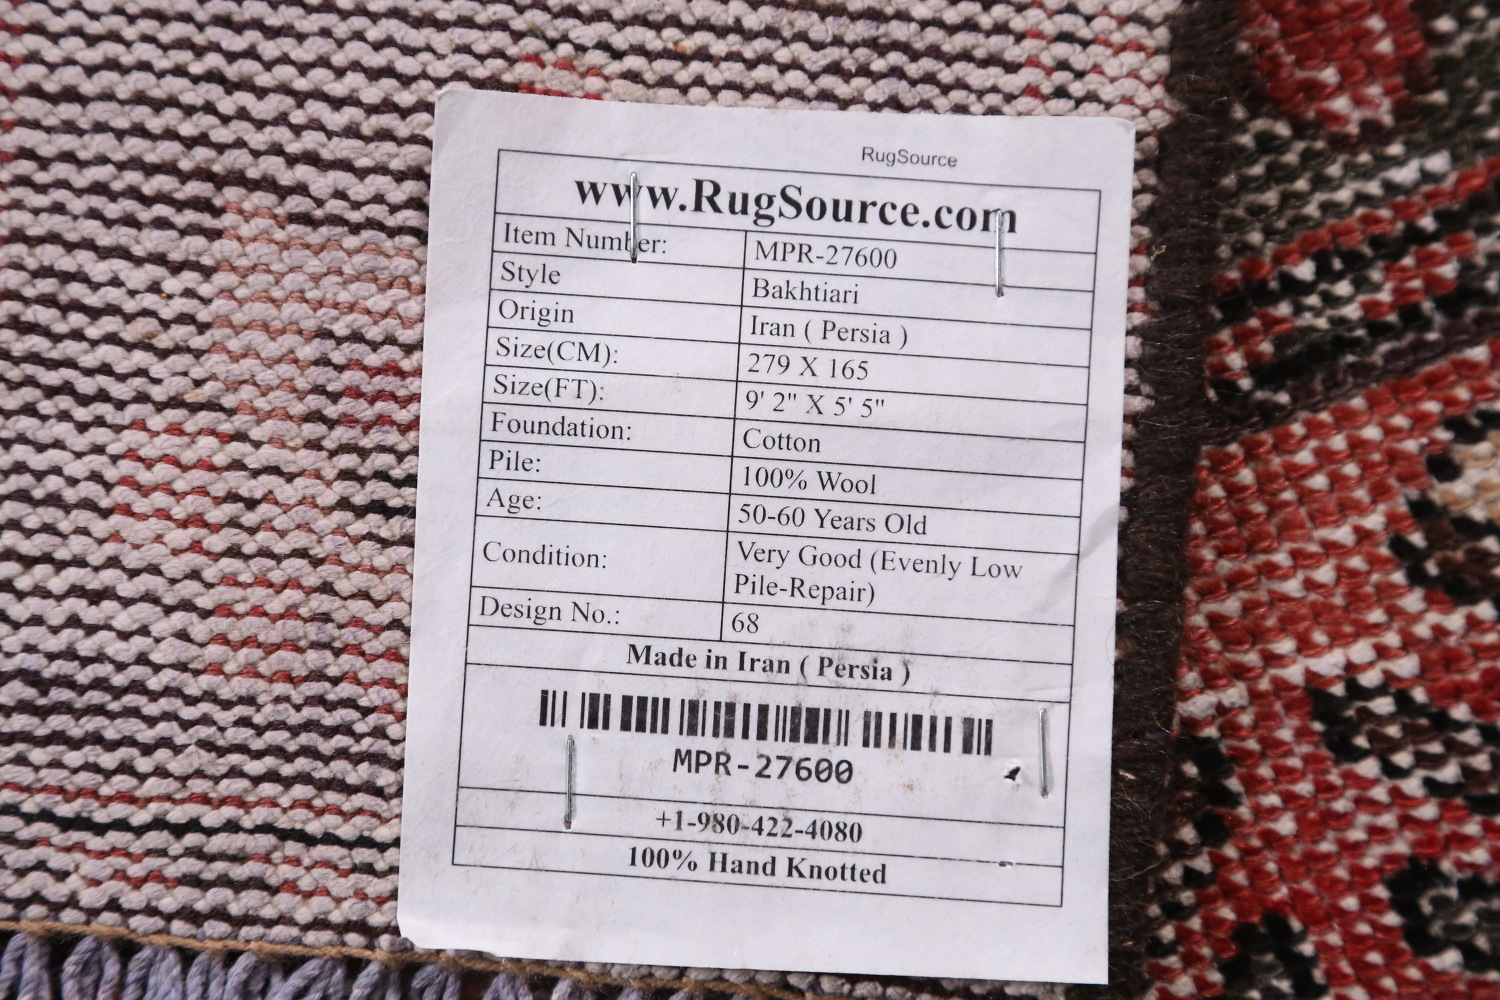 RugSource
www.RugSource.com
Item Number: MPR-27600
Style Bakhtiari
Origin Iran ( Persia )
Size(CM): 279 X 165
Size(FT): 9' 2" X 5' 5"
Foundation: Cotton
Pile: 100% Wool
Age: 50-60 Years Old
Condition: Very Good (Evenly Low
Pile-Repair)
Design No.: 68
Made in Iran ( Persia )
MPR-27600
+1-980-422-4080
100% Hand Knotted